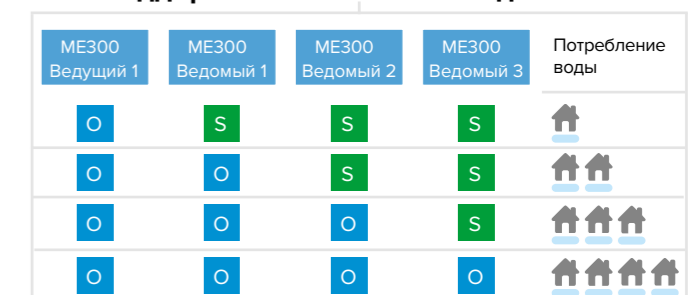 ME300 ME300 ME300 ME300 Потребление
Ведущий 1 Ведомый 1 Ведомый 2 Ведомый 3 воды
O S S S
O O S S
O O O S
O O O O